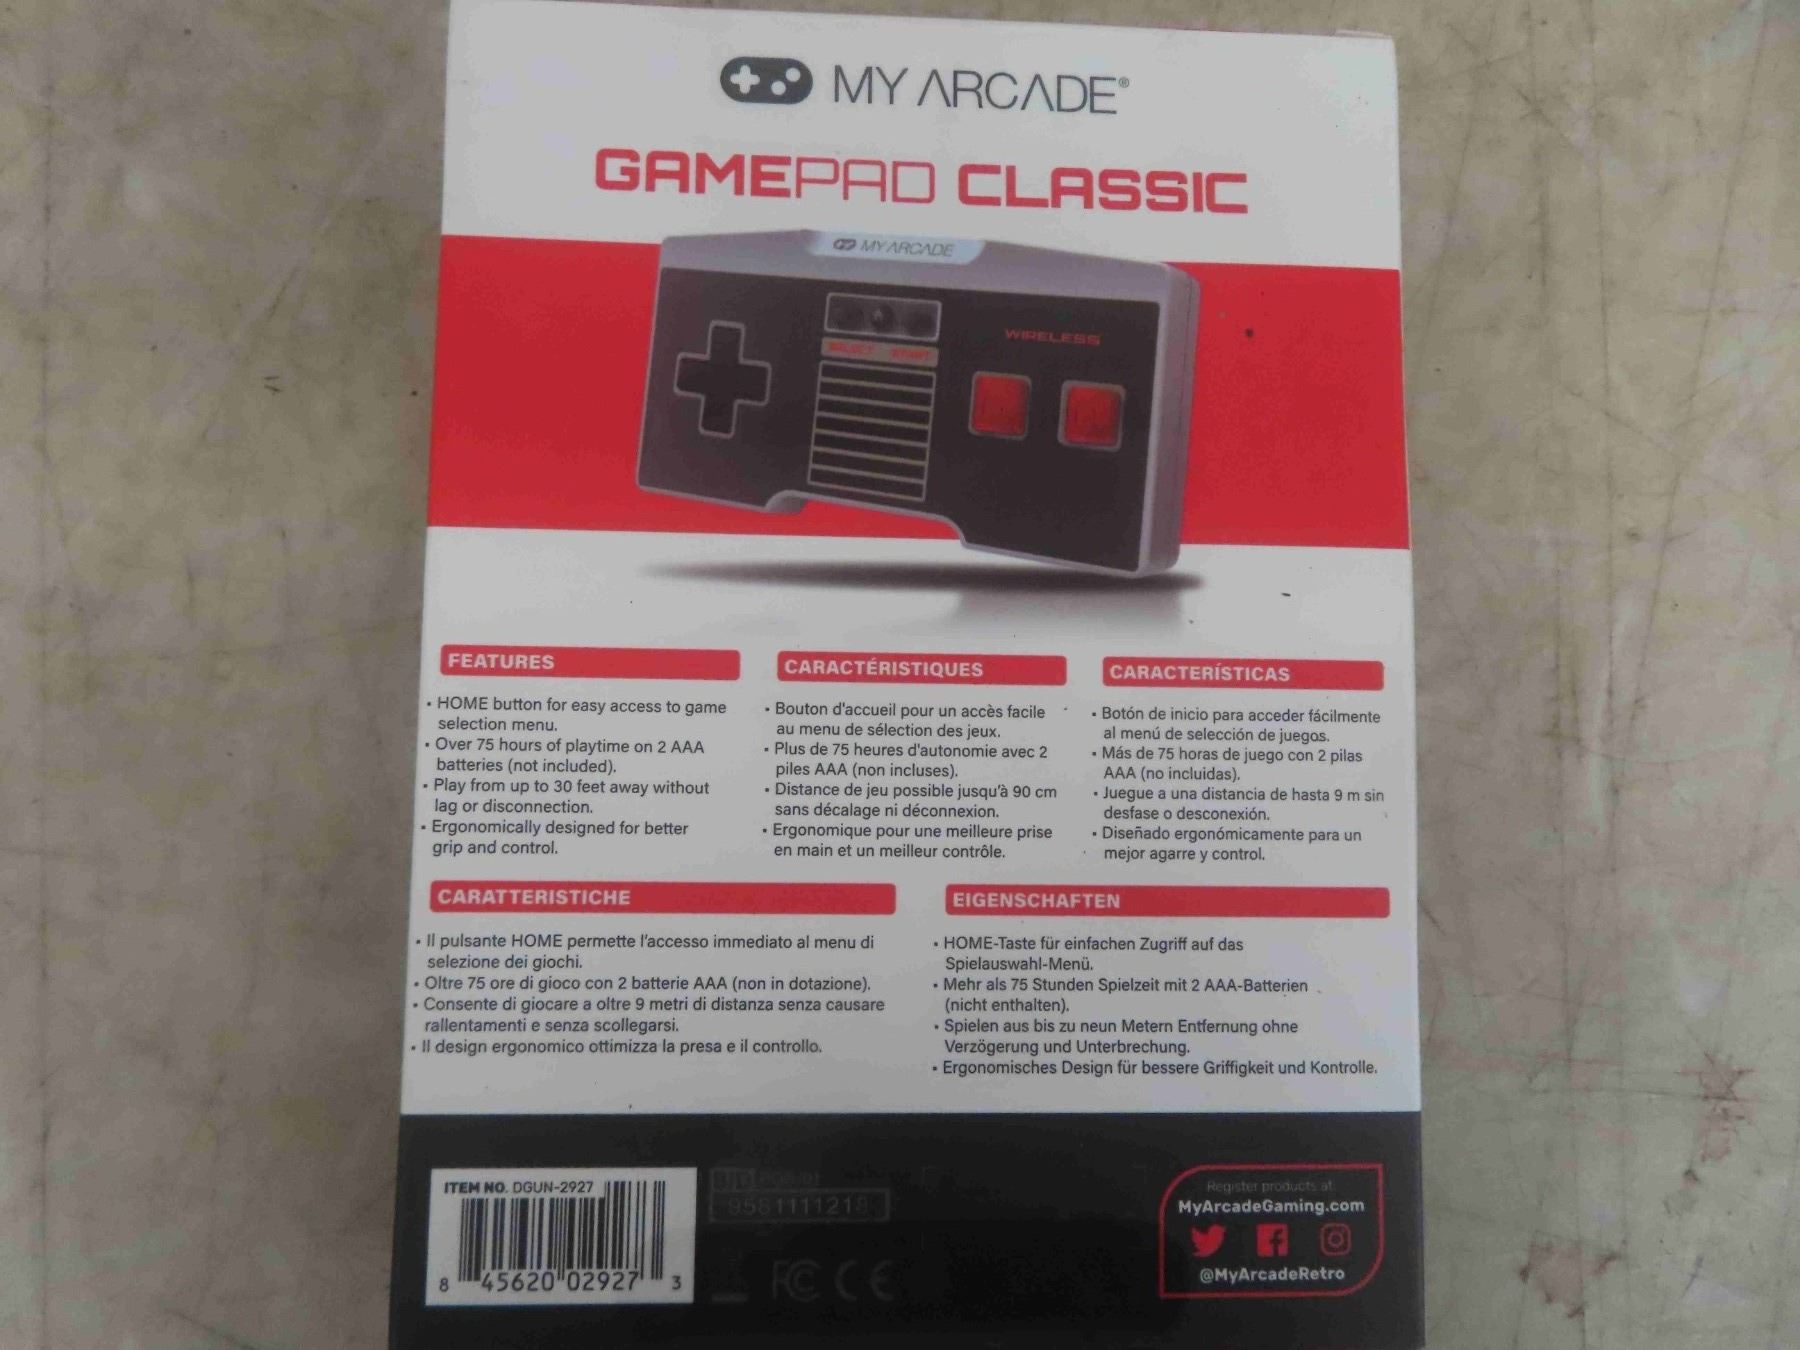 MY ARCADE®
GAMEPAD CLASSIC
MY ARCADE
WIRELESS
SELECT START
FEATURES
• HOME button for easy access to game
selection menu.
• Over 75 hours of playtime on 2 AAA
batteries (not included).
• Play from up to 30 feet away without
lag or disconnection.
• Ergonomically designed for better
grip and control.
CARACTÉRISTIQUES
• Bouton d'accueil pour un accès facile
au menu de sélection des jeux.
• Plus de 75 heures d'autonomie avec 2
piles AAA (non incluses).
• Distance de jeu possible jusqu'à 90 cm
sans décalage ni déconnexion.
• Ergonomique pour une meilleure prise
en main et un meilleur contrôle.
CARACTERÍSTICAS
• Botón de inicio para acceder fácilmente
al menú de selección de juegos.
• Más de 75 horas de juego con 2 pilas
AAA (no incluidas).
• Juegue a una distancia de hasta 9 m sin
desfase o desconexión.
• Diseñado ergonómicamente para un
mejor agarre y control.
CARATTERISTICHE
• Il pulsante HOME permette l'accesso immediato al menu di
selezione dei giochi.
• Oltre 75 ore di gioco con 2 batterie AAA (non in dotazione).
• Consente di giocare a oltre 9 metri di distanza senza causare
rallentamenti e senza scollegarsi.
• Il design ergonomico ottimizza la presa e il controllo.
EIGENSCHAFTEN
• HOME-Taste für einfachen Zugriff auf das
Spielauswahl-Menü.
• Mehr als 75 Stunden Spielzeit mit 2 AAA-Batterien
(nicht enthalten).
• Spielen aus bis zu neun Metern Entfernung ohne
Verzögerung und Unterbrechung.
• Ergonomisches Design für bessere Griffigkeit und Kontrolle.
ITEM NO. DGUN-2927
8 45620 02927 3
9581111218
FC CE
Register products at
MyArcadeGaming.com
@MyArcadeRetro